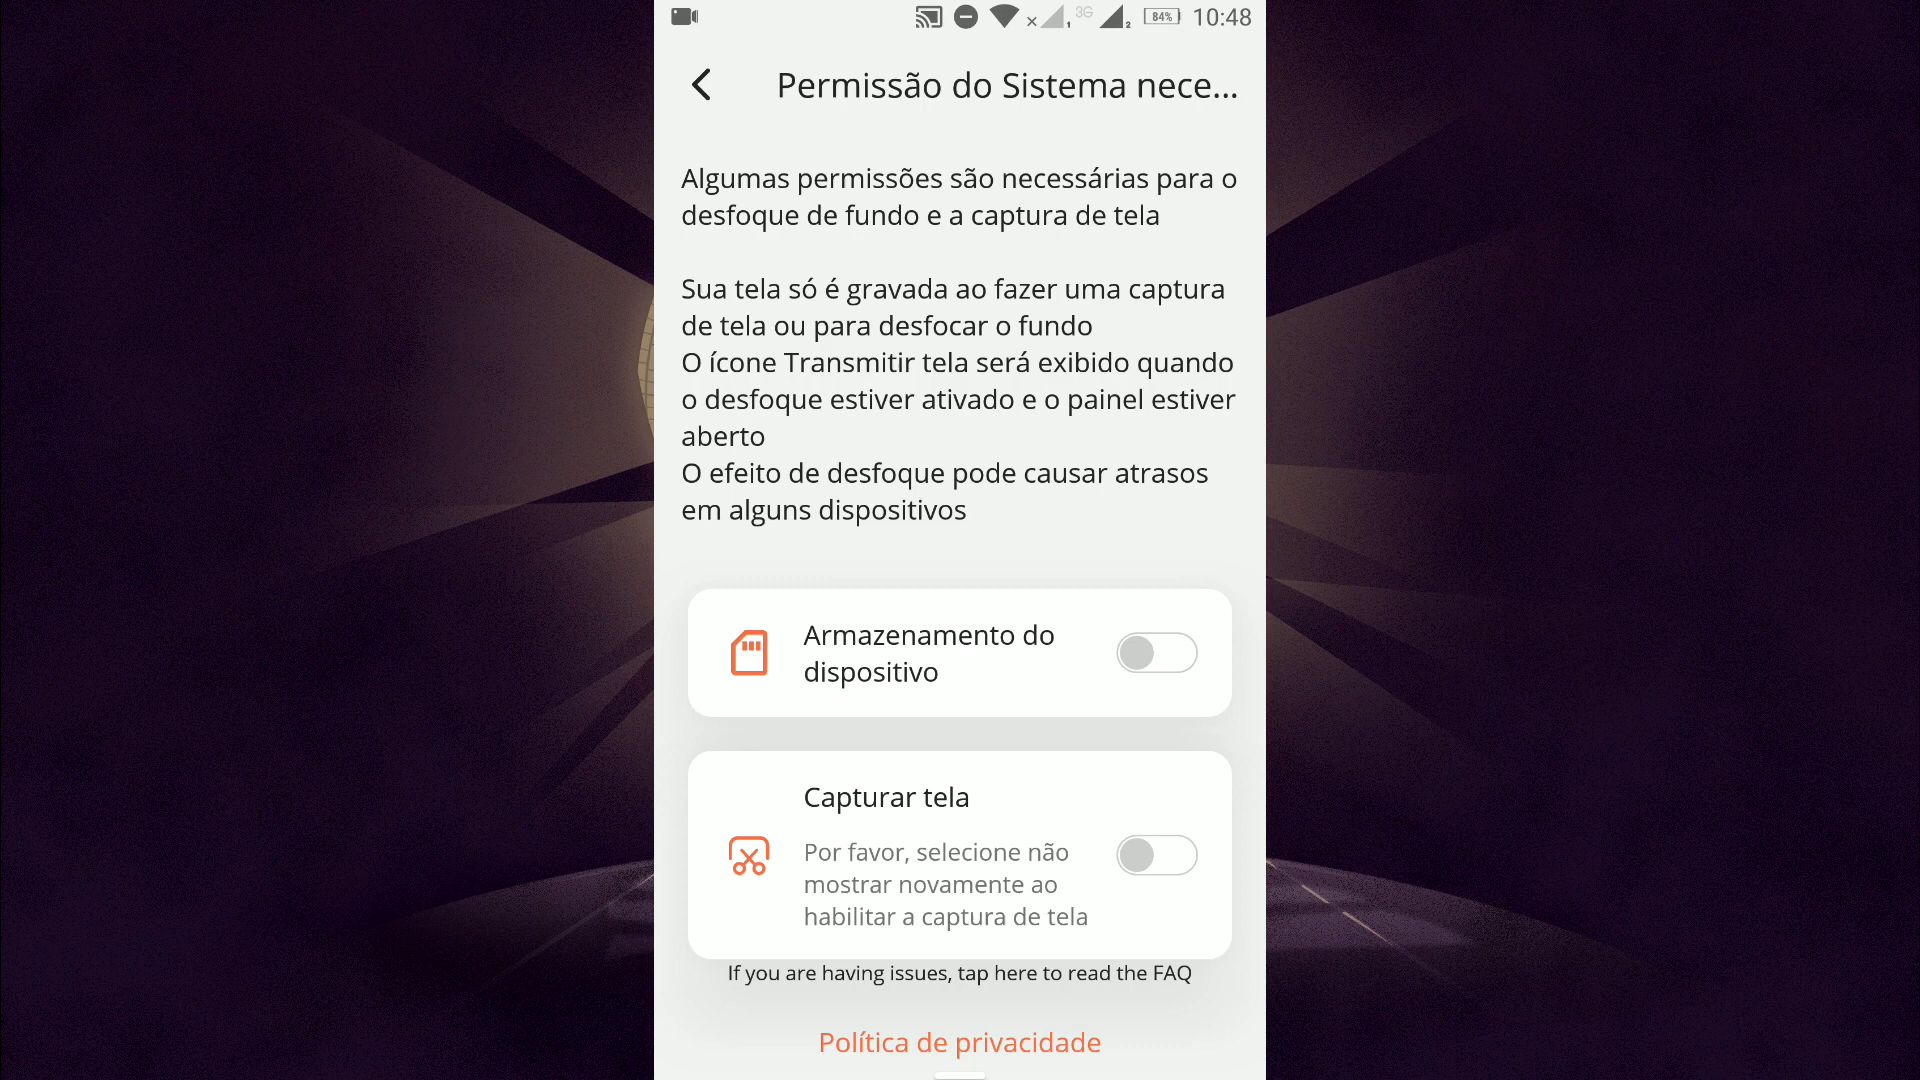 x 1 3G 2 84% 10:48
Permissão do Sistema nece...
Algumas permissões são necessárias para o
desfoque de fundo e a captura de tela
Sua tela só é gravada ao fazer uma captura
de tela ou para desfocar o fundo
O ícone Transmitir tela será exibido quando
o desfoque estiver ativado e o painel estiver
aberto
O efeito de desfoque pode causar atrasos
em alguns dispositivos
Armazenamento do
dispositivo
Capturar tela
Por favor, selecione não
mostrar novamente ao
habilitar a captura de tela
If you are having issues, tap here to read the FAQ
Política de privacidade